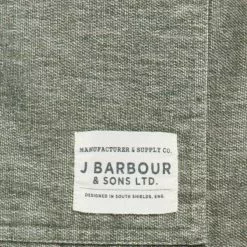 MANUFACTURER & SUPPLY CO.
J BARBOUR
& SONS LTD.
DESIGNED IN SOUTH SHIELDS, ENG.